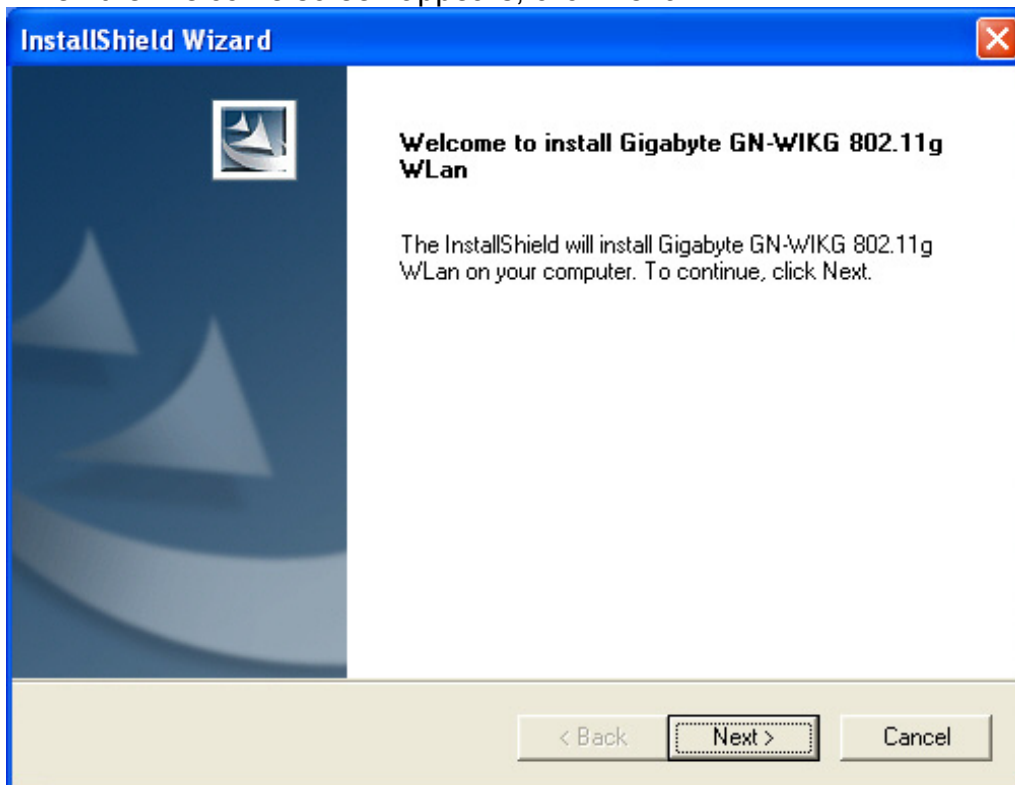 InstallShield Wizard
Welcome to install Gigabyte GN-WIKG 802.11g
WLan
The InstallShield will install Gigabyte GN-WIKG 802.11g
WLan on your computer. To continue, click Next.
< Back Next > Cancel